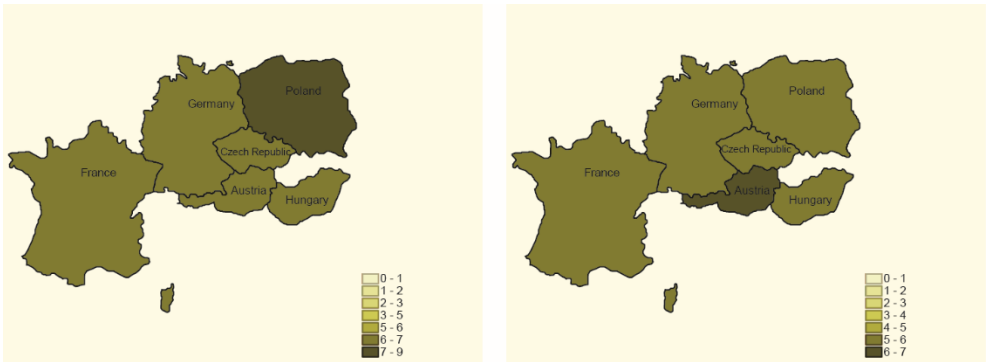 Germany
Poland
Czech Republic
France
Austria
Hungary
0 - 1
1 - 2
2 - 3
3 - 5
5 - 6
6 - 7
7 - 9
Germany
Poland
Czech Republic
France
Austria
Hungary
0 - 1
1 - 2
2 - 3
3 - 4
4 - 5
5 - 6
6 - 7